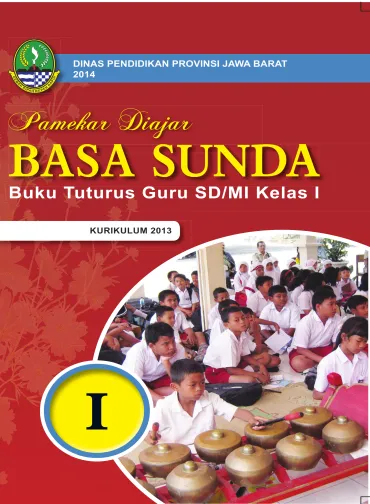 DINAS PENDIDIKAN PROVINSI JAWA BARAT
2014
Pamekar Diajar
BASA SUNDA
Buku Tuturus Guru SD/MI Kelas I
KURIKULUM 2013
I